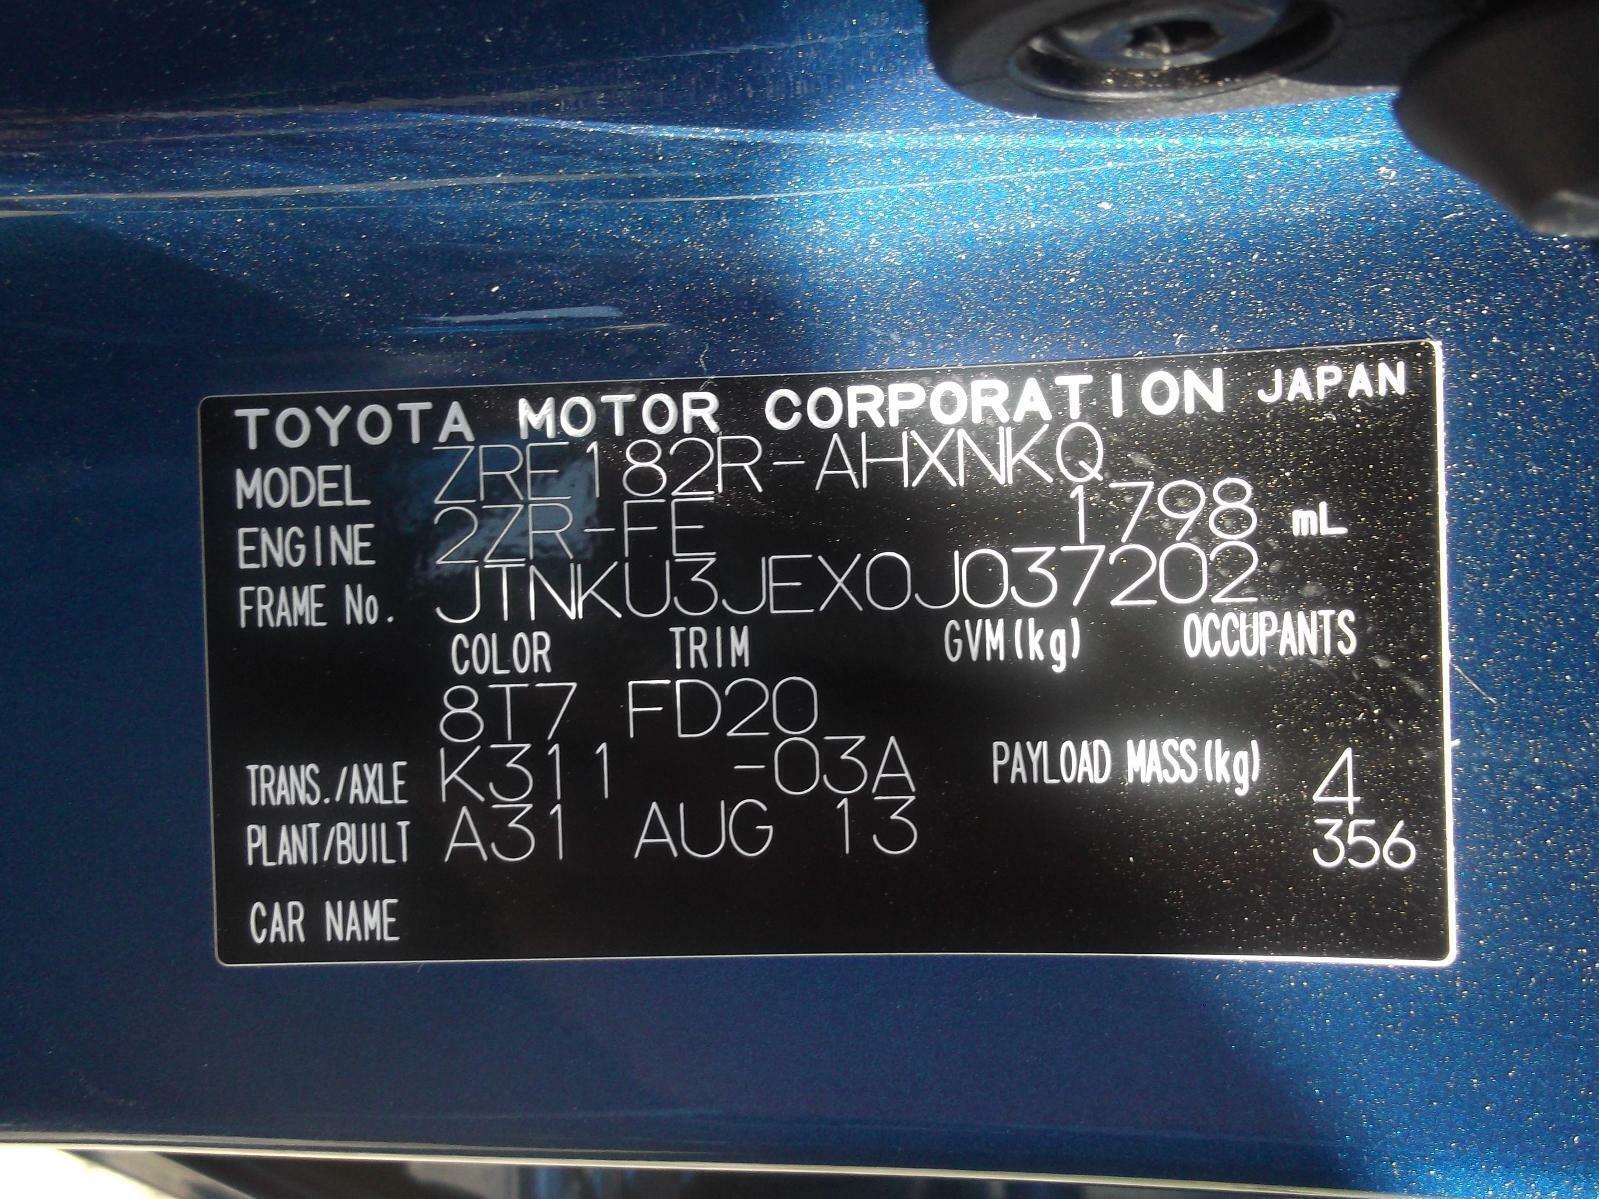 TOYOTA MOTOR CORPORATION JAPAN
MODEL ZRE182R-AHXNKQ
ENGINE 2ZR-FE 1798 mL
FRAME No. JTNKU3JEX0J037202
COLOR TRIM GVM(kg) OCCUPANTS
8T7 FD20
TRANS./AXLE K311 -03A PAYLOAD MASS(kg) 4
PLANT/BUILT A31 AUG 13 356
CAR NAME